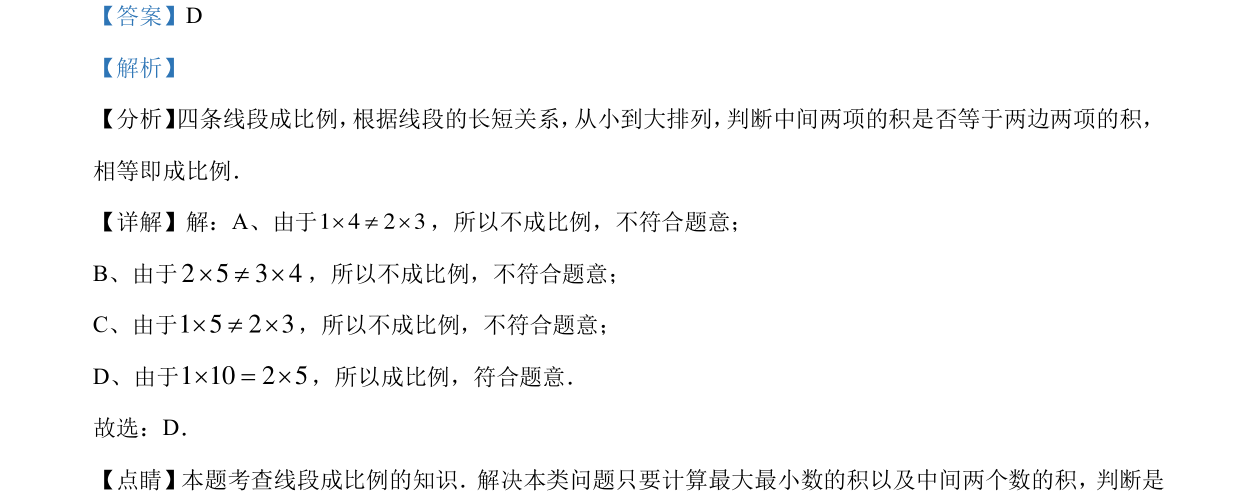 【答案】D
【解析】
【分析】四条线段成比例，根据线段的长短关系，从小到大排列，判断中间两项的积是否等于两边两项的积，
相等即成比例．
【详解】解：A、由于1×4≠2×3，所以不成比例，不符合题意；
B、由于2×5≠3×4，所以不成比例，不符合题意；
C、由于1×5≠2×3，所以不成比例，不符合题意；
D、由于1×10=2×5，所以成比例，符合题意．
故选：D．
【点睛】本题考查线段成比例的知识．解决本类问题只要计算最大最小数的积以及中间两个数的积，判断是